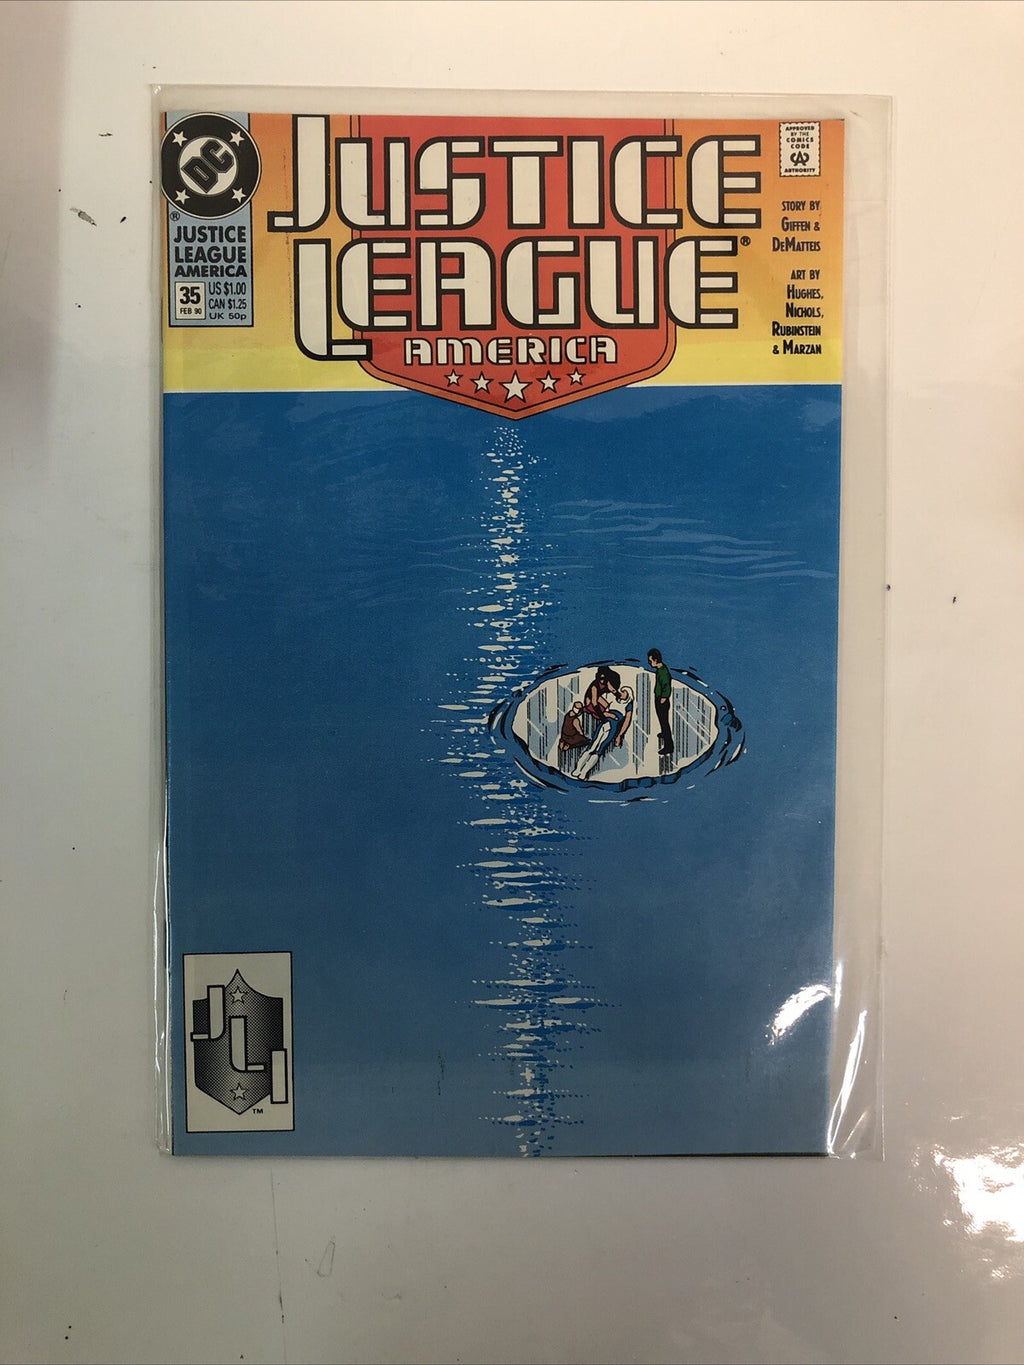 DC
®
JUSTICE
LEAGUE
AMERICA
35
FEB 90
US $1.00
CAN $1.25
UK 50p
JUSTICE
LEAGUE®
AMERICA
APPROVED
BY THE
COMICS
CODE
CA
AUTHORITY
STORY BY
GIFFEN &
DEMATTEIS
ART BY
HUGHES,
NICHOLS,
RUBINSTEIN
& MARZAN
JLI
TM